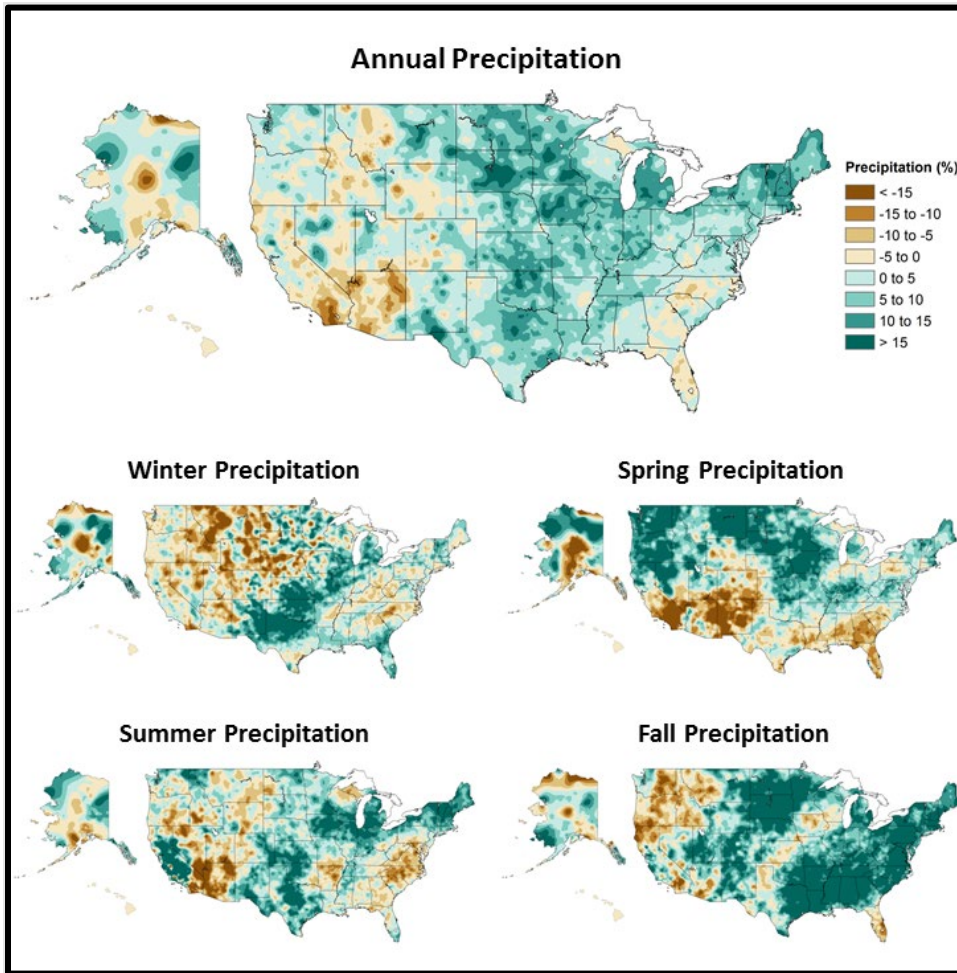 Annual Precipitation
Precipitation (%)
< -15
-15 to -10
-10 to -5
-5 to 0
0 to 5
5 to 10
10 to 15
> 15
Winter Precipitation
Spring Precipitation
Summer Precipitation
Fall Precipitation